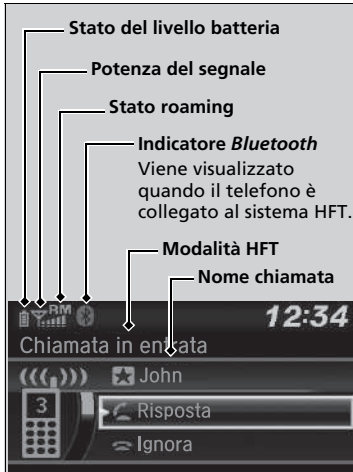 Stato del livello batteria
Potenza del segnale
Stato roaming
Indicatore Bluetooth
Viene visualizzato
quando il telefono è
collegato al sistema HFT.
Modalità HFT
Nome chiamata
RM
12:34
Chiamata in entrata
John
3
Risposta
Ignora